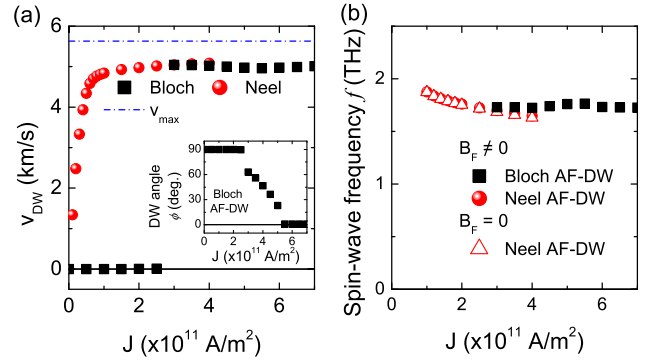 (a)
6
4
2
0
v_DW (km/s)
Bloch Neel
v_max
90
75
60
45
30
15
0
DW angle
ϕ (deg.)
Bloch
AF-DW
0 2 4 6
J (x10^11 A/m^2)
0 2 4 6
J (x10^11 A/m^2)
(b)
3
2
1
0
Spin-wave frequency f (THz)
B_F ≠ 0
Bloch AF-DW
Neel AF-DW
B_F = 0
Neel AF-DW
0 2 4 6
J (x10^11 A/m^2)